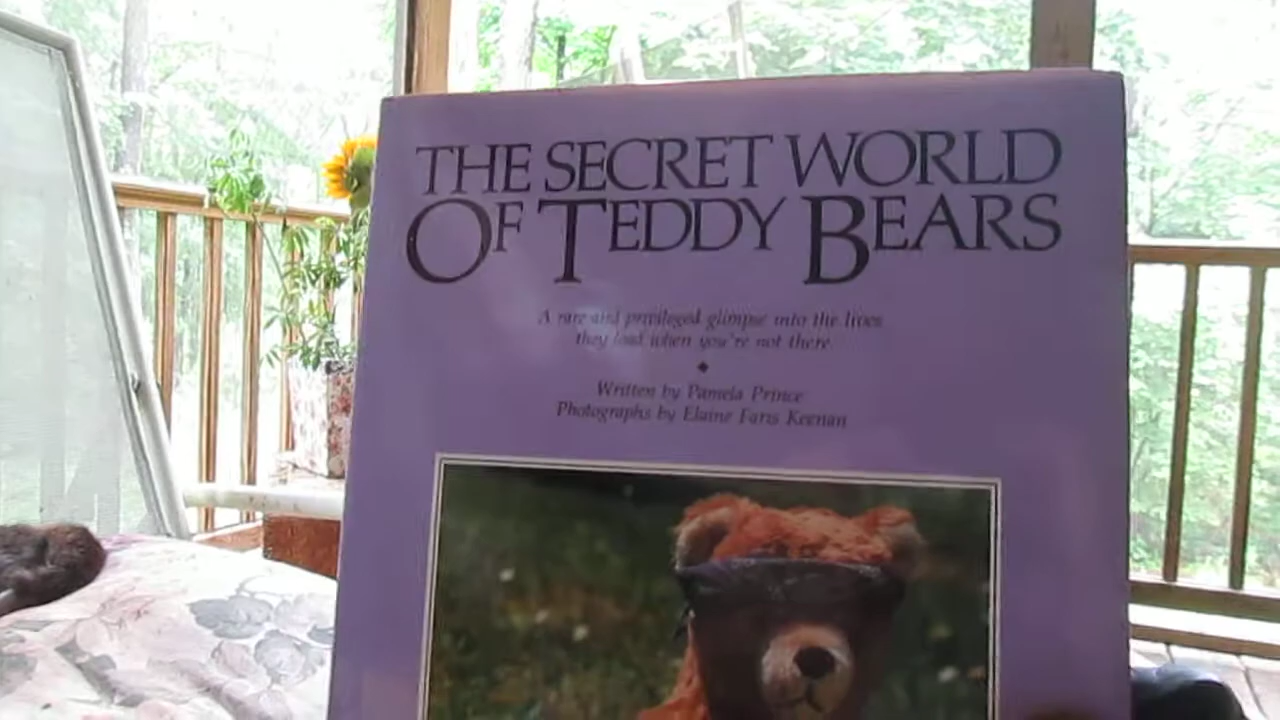 THE SECRET WORLD
OF TEDDY BEARS
A rare and privileged glimpse into the lives
they lead when you're not there.
Written by Pamela Prince
Photographs by Elaine Faris Keenan